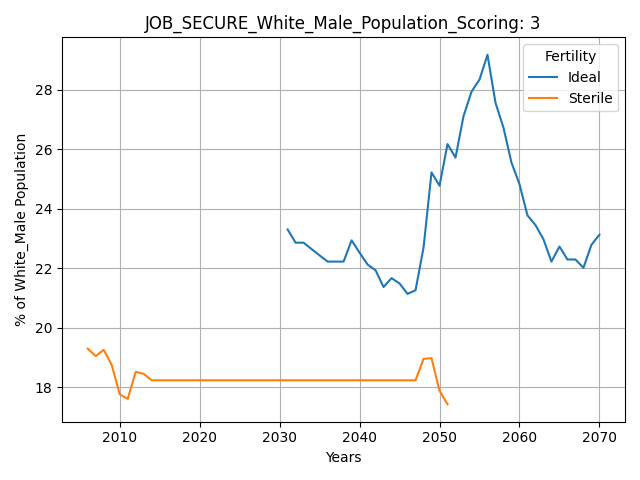 JOB_SECURE_White_Male_Population_Scoring: 3
Fertility
Ideal
Sterile
% of White_Male Population
28
26
24
22
20
18
2010
2020
2030
2040
2050
2060
2070
Years